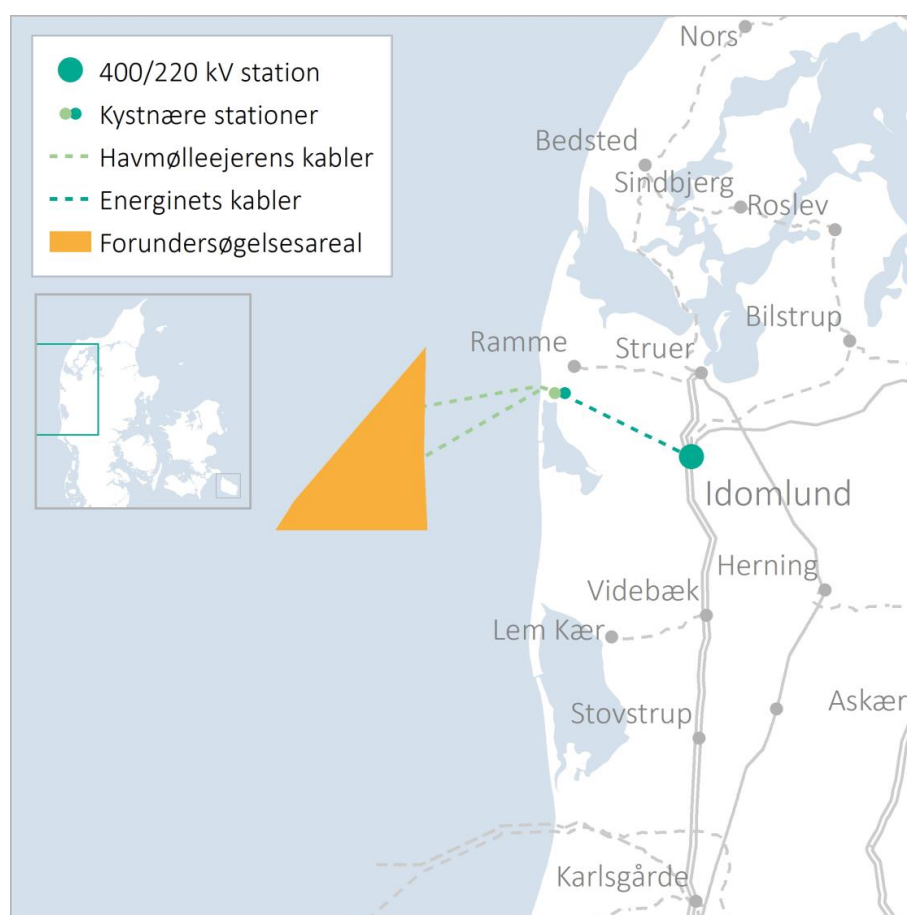 400/220 kV station
Kystnære stationer
Havmølleejerens kabler
Energinets kabler
Forundersøgelsesareal
Nors
Bedsted
Sindbjerg
Roslev
Bilstrup
Ramme
Struer
Idomlund
Herning
Videbæk
Lem Kær
Askær
Stovstrup
Karlsgårde